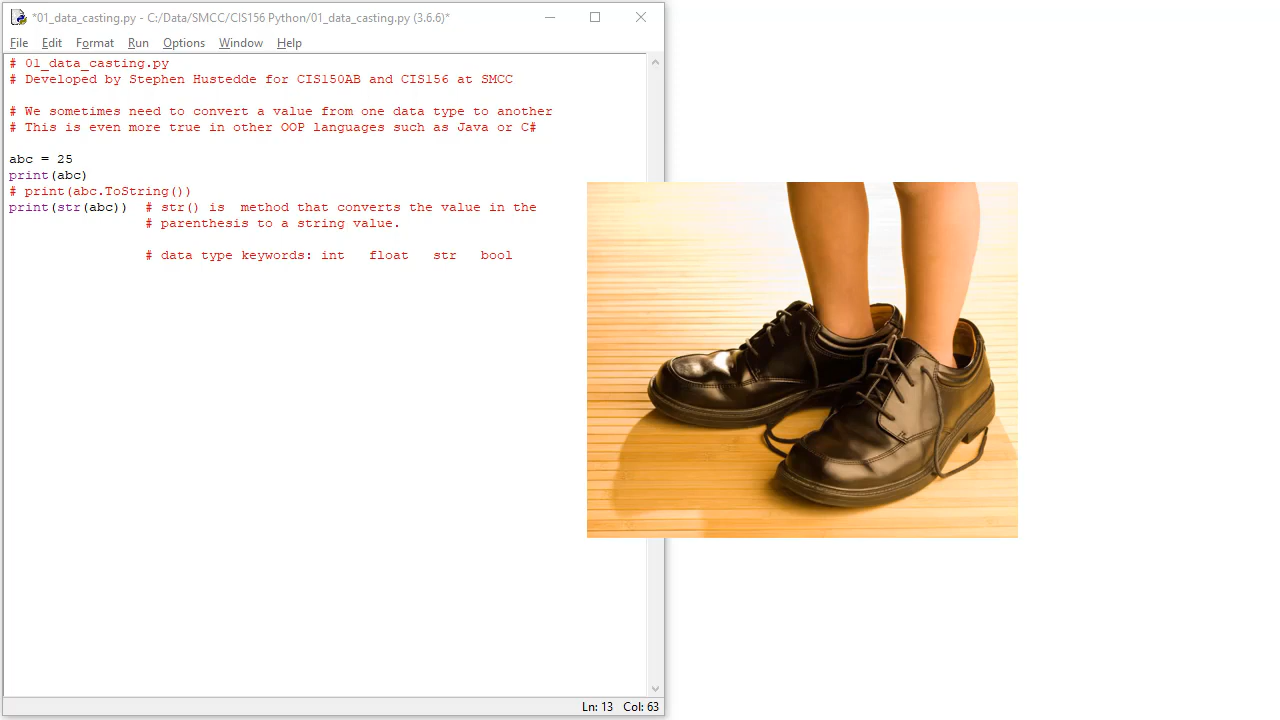 *01_data_casting.py - C:/Data/SMCC/CIS156 Python/01_data_casting.py (3.6.6)*
File Edit Format Run Options Window Help
# 01_data_casting.py
# Developed by Stephen Hustedde for CIS150AB and CIS156 at SMCC
# We sometimes need to convert a value from one data type to another
# This is even more true in other OOP languages such as Java or C#
abc = 25
print(abc)
# print(abc.ToString())
print(str(abc))  # str() is  method that converts the value in the
# parenthesis to a string value.
# data type keywords: int   float   str   bool
Ln: 13 Col: 63